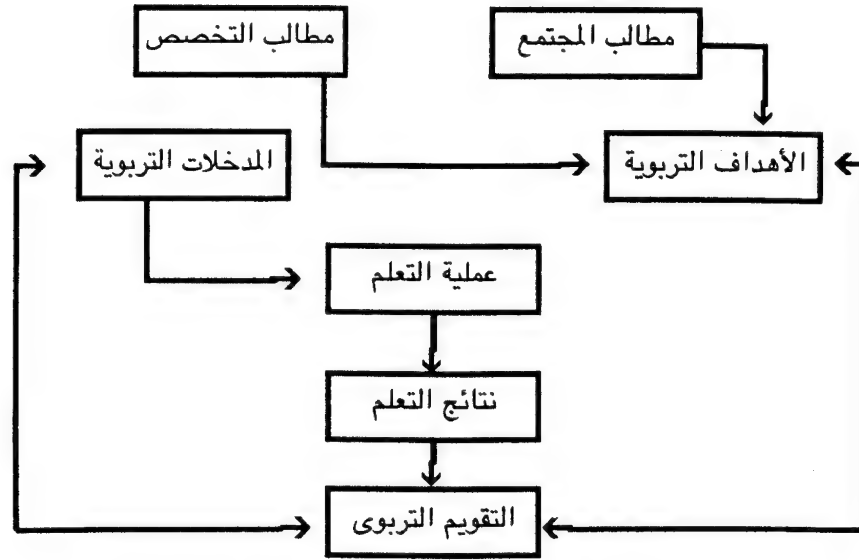 مطالب المجتمع
مطالب التخصص
الأهداف التربوية
المدخلات التربوية
عملية التعلم
نتائج التعلم
التقويم التربوى